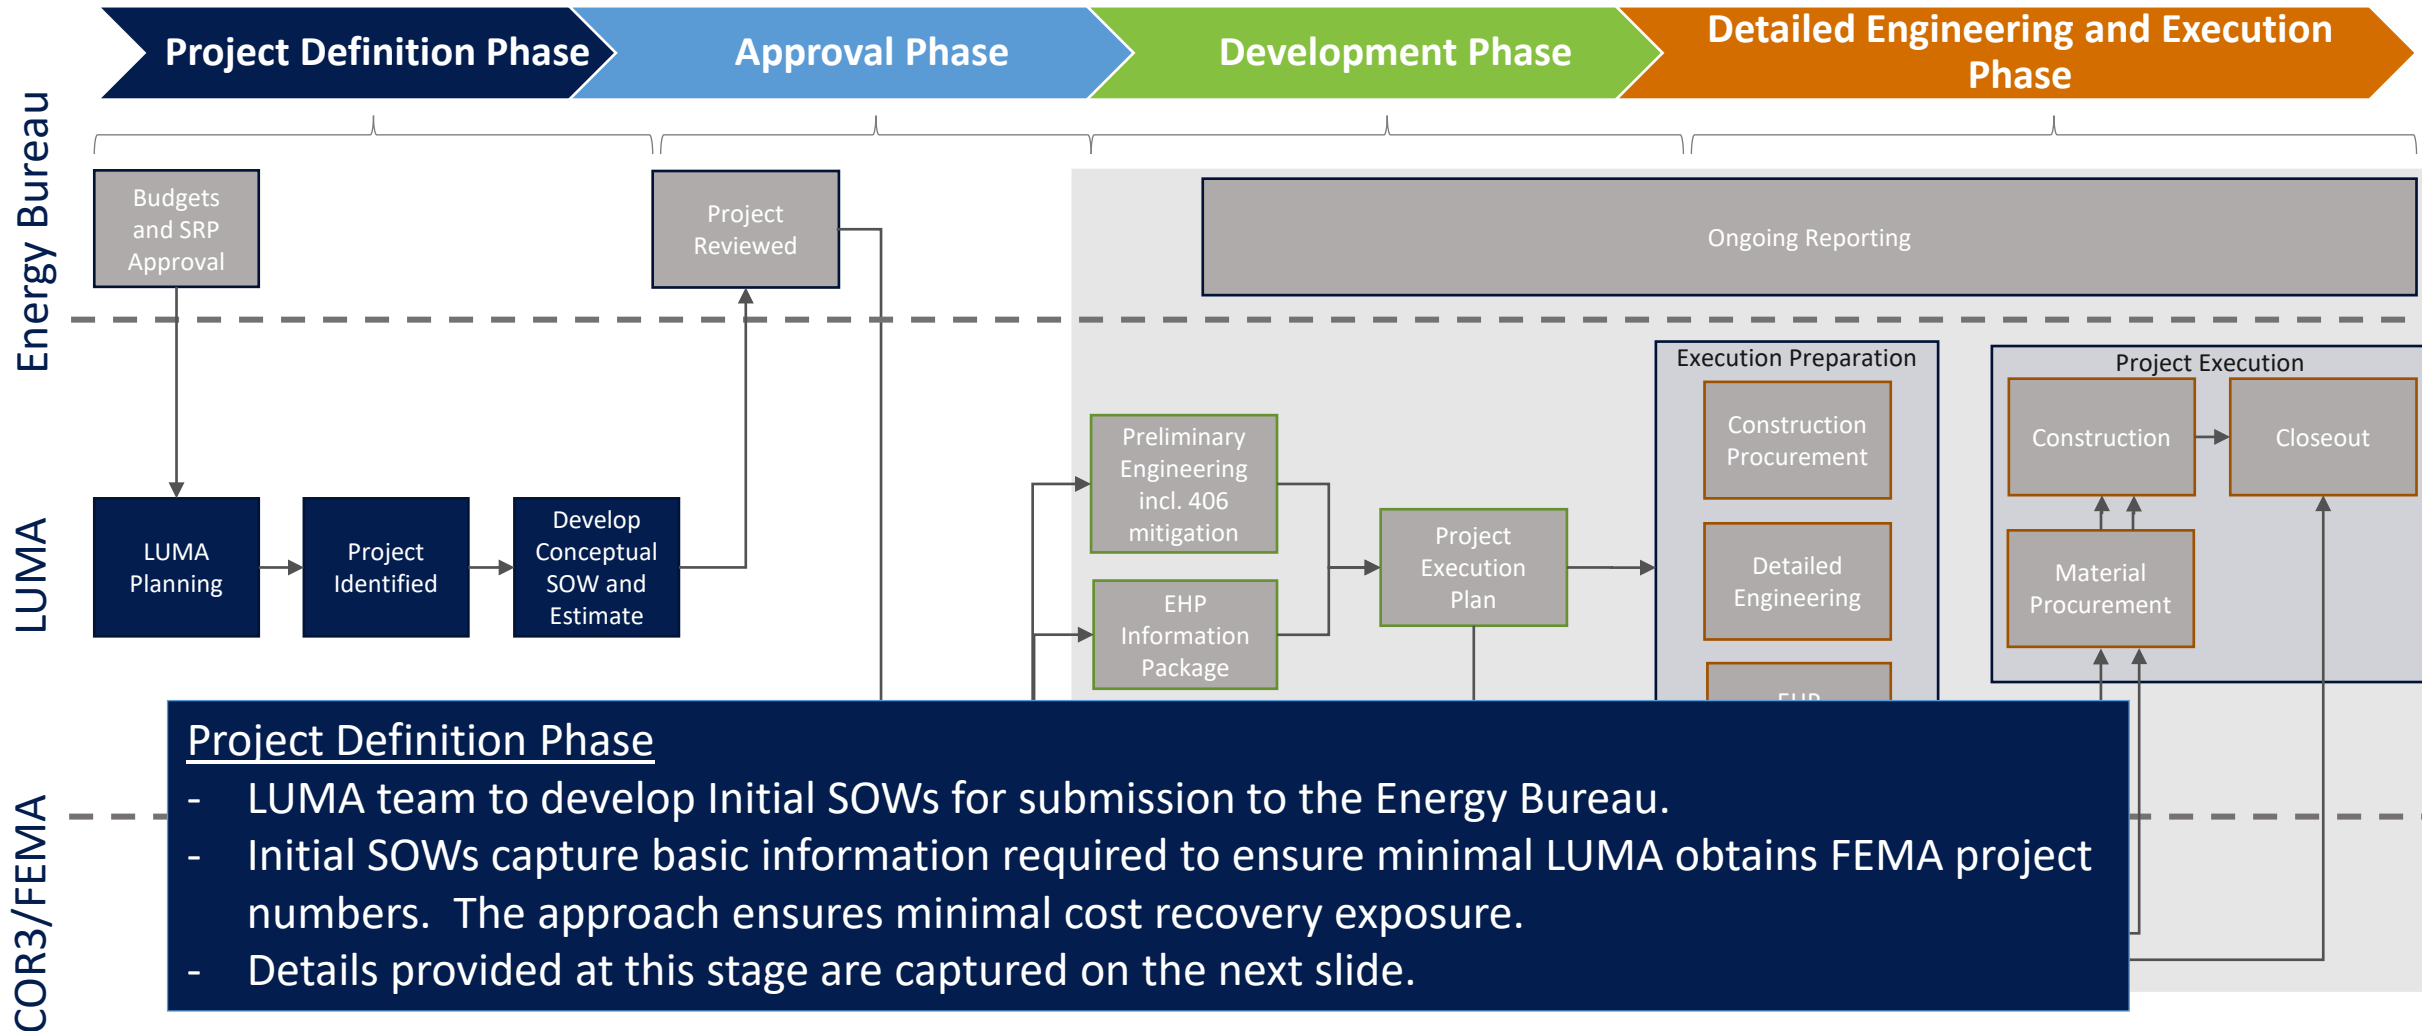 Project Definition Phase
Approval Phase
Development Phase
Detailed Engineering and Execution
Phase
Energy Bureau
Budgets
and SRP
Approval
Project
Reviewed
Ongoing Reporting
LUMA
LUMA
Planning
Project
Identified
Develop
Conceptual
SOW and
Estimate
Preliminary
Engineering
incl. 406
mitigation
EHP
Information
Package
Project
Execution
Plan
Execution Preparation
Construction
Procurement
Detailed
Engineering
EHP
Project Execution
Construction
Closeout
Material
Procurement
COR3/FEMA
Project Definition Phase
- LUMA team to develop Initial SOWs for submission to the Energy Bureau.
- Initial SOWs capture basic information required to ensure minimal LUMA obtains FEMA project
numbers.  The approach ensures minimal cost recovery exposure.
- Details provided at this stage are captured on the next slide.